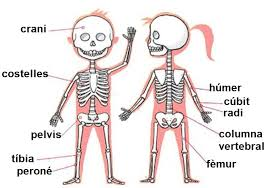 crani
costelles
pelvis
tíbia
peroné
húmer
cúbit
radi
columna
vertebral
fèmur